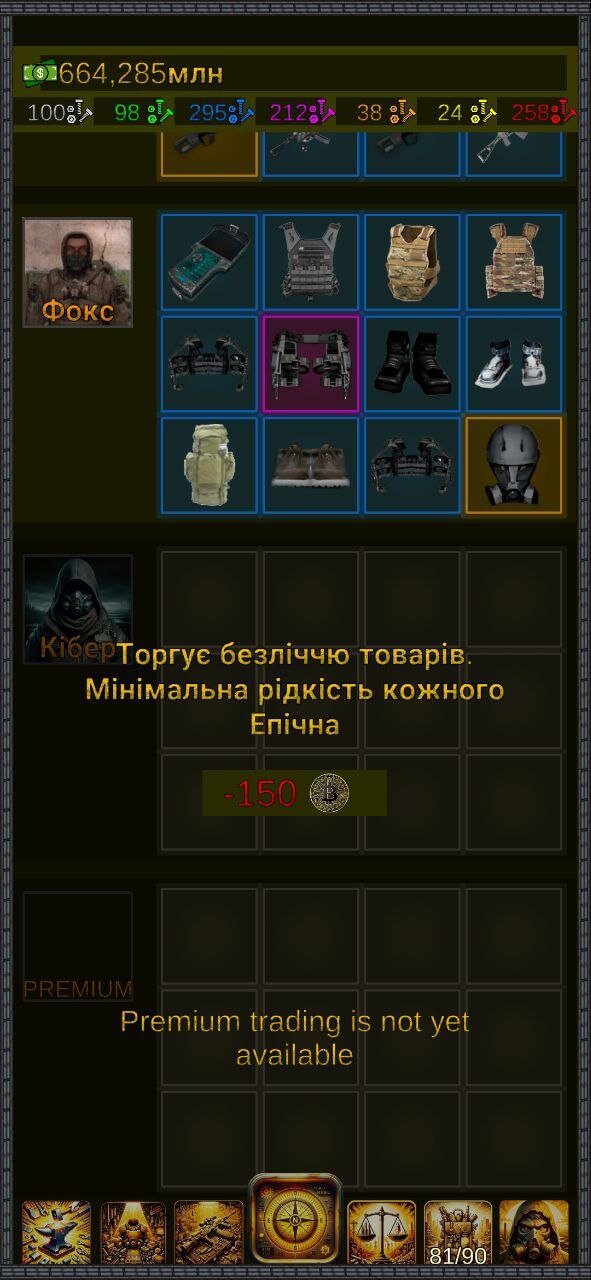 664,285млн
100 98 295 212 38 24 258
Фокс
Кібер
Торгує безліччю товарів.
Мінімальна рідкість кожного
Епічна
-150
PREMIUM
Premium trading is not yet
available
81/90